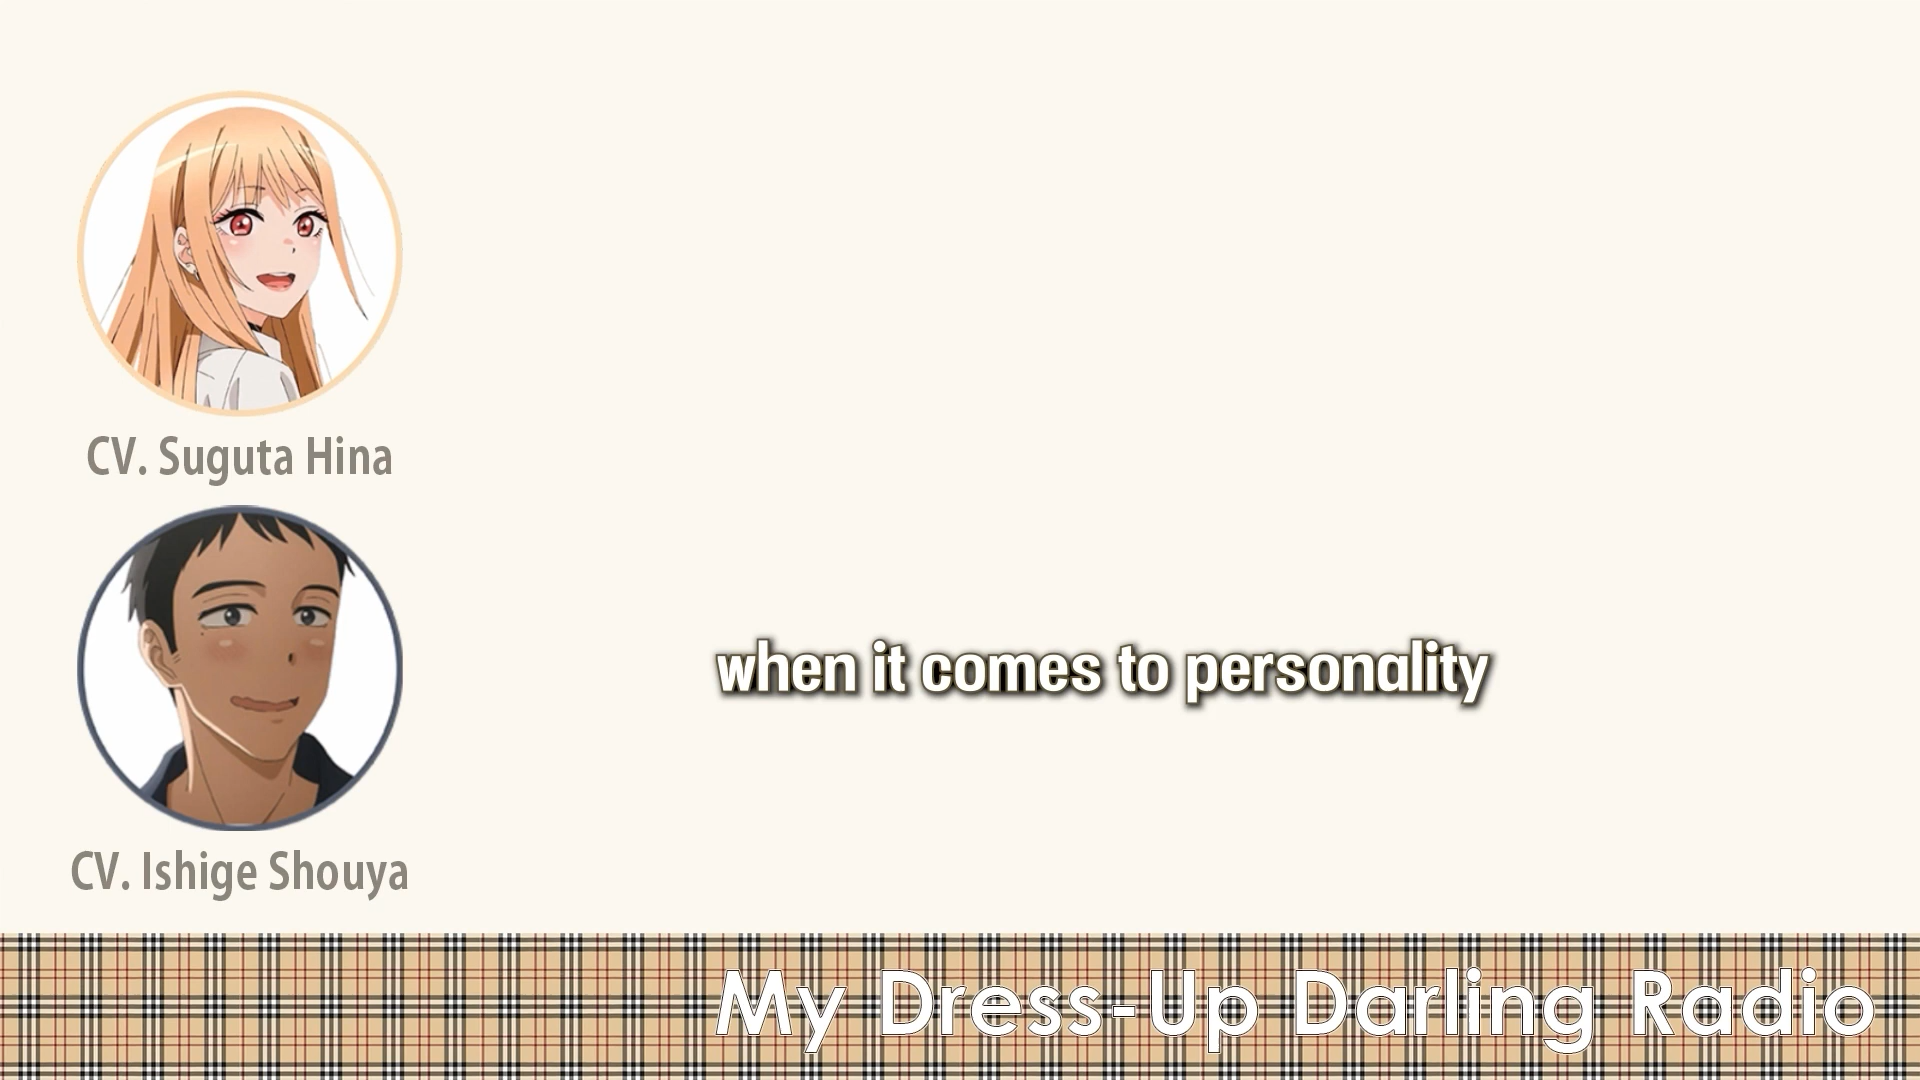 CV. Suguta Hina
CV. Ishige Shouya
when it comes to personality
My Dress-Up Darling Radio